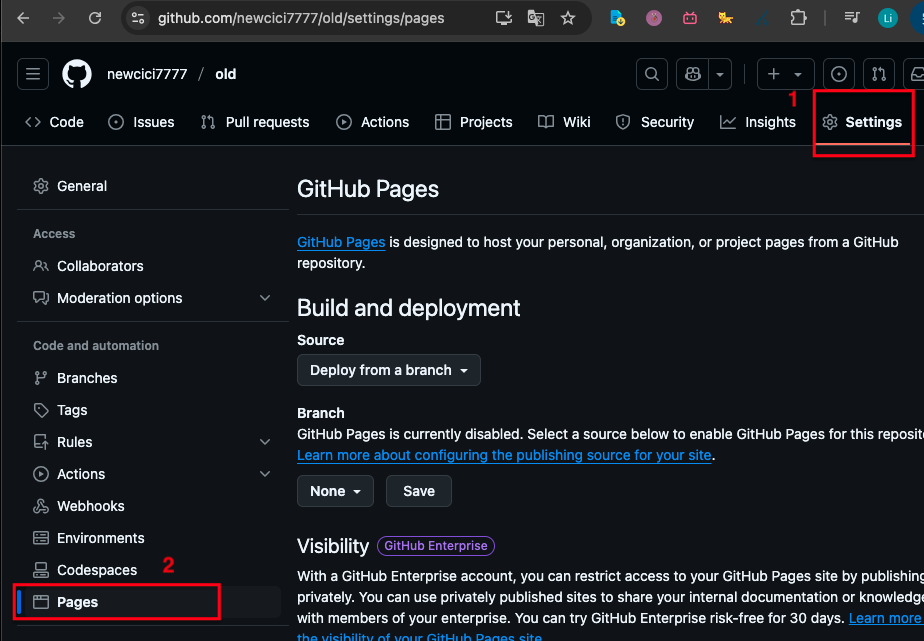 github.com/newcici7777/old/settings/pages
Li
newcici7777 / old
1
Code Issues Pull requests Actions Projects Wiki Security Insights Settings
General
Access
Collaborators
Moderation options
Code and automation
Branches
Tags
Rules
Actions
Webhooks
Environments
Codespaces
2
Pages
GitHub Pages
GitHub Pages is designed to host your personal, organization, or project pages from a GitHub
repository.
Build and deployment
Source
Deploy from a branch
Branch
GitHub Pages is currently disabled. Select a source below to enable GitHub Pages for this reposit
Learn more about configuring the publishing source for your site.
None Save
Visibility GitHub Enterprise
With a GitHub Enterprise account, you can restrict access to your GitHub Pages site by publishing
privately. You can use privately published sites to share your internal documentation or knowledge
with members of your enterprise. You can try GitHub Enterprise risk-free for 30 days. Learn more
the visibility of your GitHub Pages site